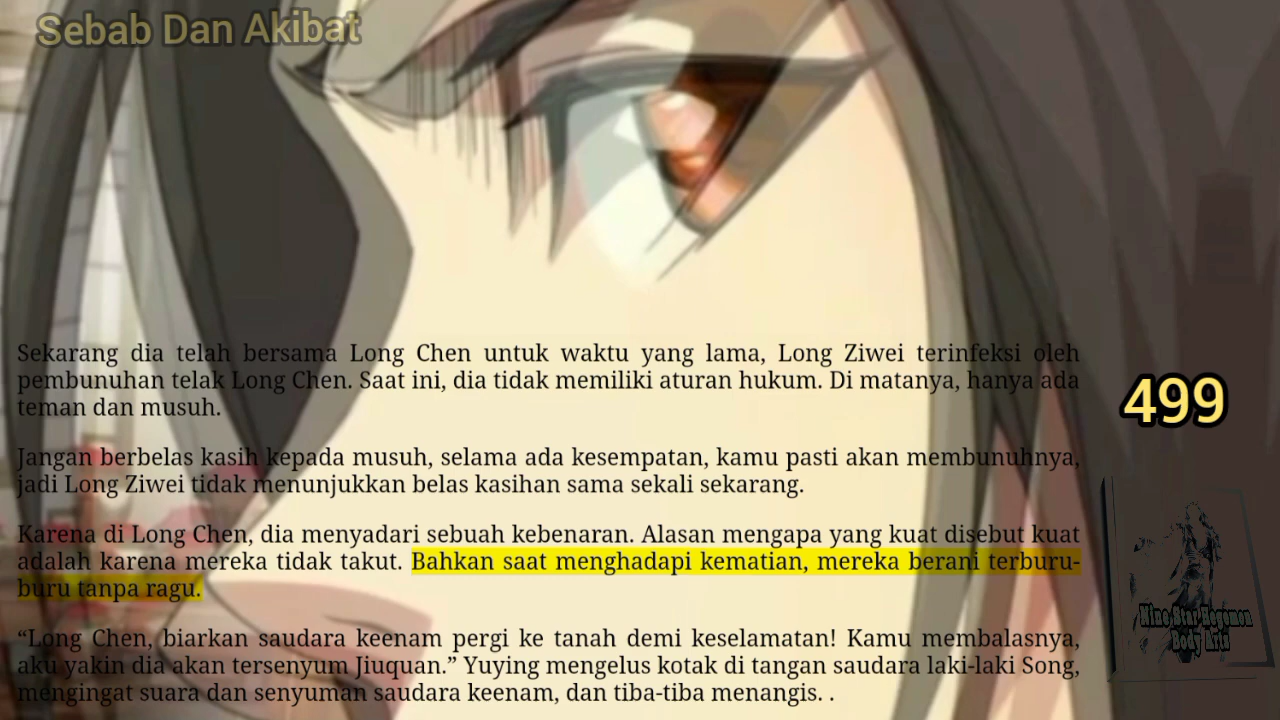 Sebab Dan Akibat
Sekarang dia telah bersama Long Chen untuk waktu yang lama, Long Ziwei terinfeksi oleh
pembunuhan telak Long Chen. Saat ini, dia tidak memiliki aturan hukum. Di matanya, hanya ada
teman dan musuh.
Jangan berbelas kasih kepada musuh, selama ada kesempatan, kamu pasti akan membunuhnya,
jadi Long Ziwei tidak menunjukkan belas kasihan sama sekali sekarang.
Karena di Long Chen, dia menyadari sebuah kebenaran. Alasan mengapa yang kuat disebut kuat
adalah karena mereka tidak takut. Bahkan saat menghadapi kematian, mereka berani terburu-
buru tanpa ragu.
“Long Chen, biarkan saudara keenam pergi ke tanah demi keselamatan! Kamu membalasnya,
aku yakin dia akan tersenyum Jiuquan.” Yuying mengelus kotak di tangan saudara laki-laki Song,
mengingat suara dan senyuman saudara keenam, dan tiba-tiba menangis. .
499
Nine Star Hegemon
Body Arts